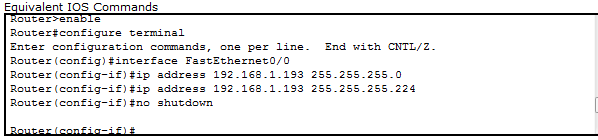 Equivalent IOS Commands
Router>enable
Router#configure terminal
Enter configuration commands, one per line.  End with CNTL/Z.
Router(config)#interface FastEthernet0/0
Router(config-if)#ip address 192.168.1.193 255.255.255.0
Router(config-if)#ip address 192.168.1.193 255.255.255.224
Router(config-if)#no shutdown
Router(config-if)#